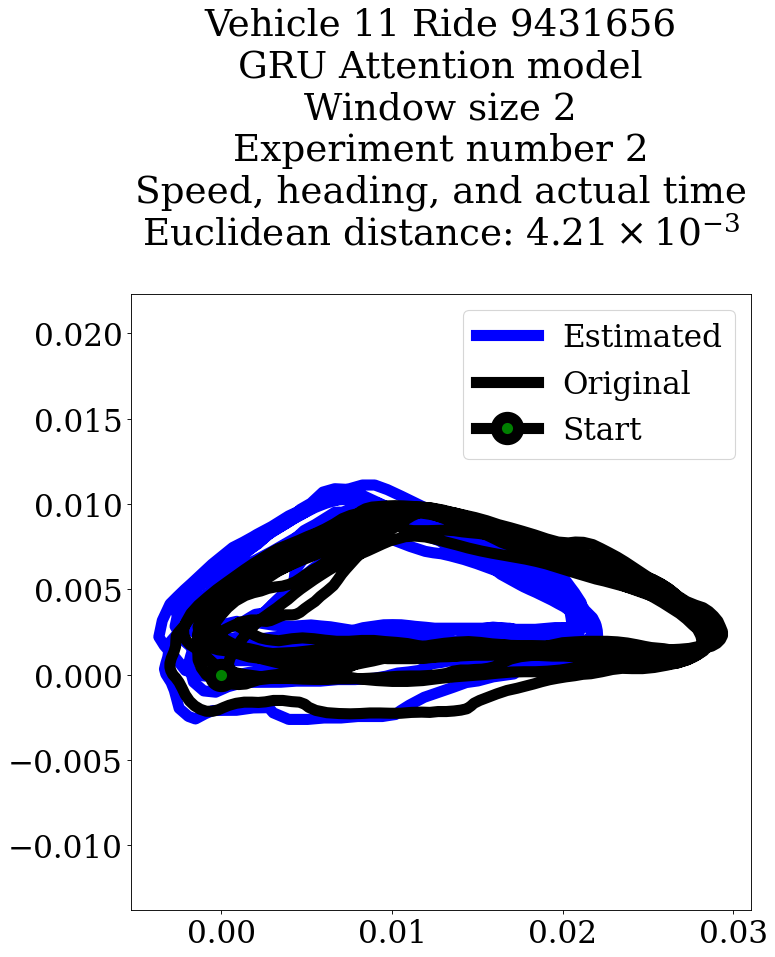 Vehicle 11 Ride 9431656
GRU Attention model
Window size 2
Experiment number 2
Speed, heading, and actual time
Euclidean distance: 4.21 × 10⁻³
Estimated
Original
Start
0.020
0.015
0.010
0.005
0.000
−0.005
−0.010
0.00 0.01 0.02 0.03